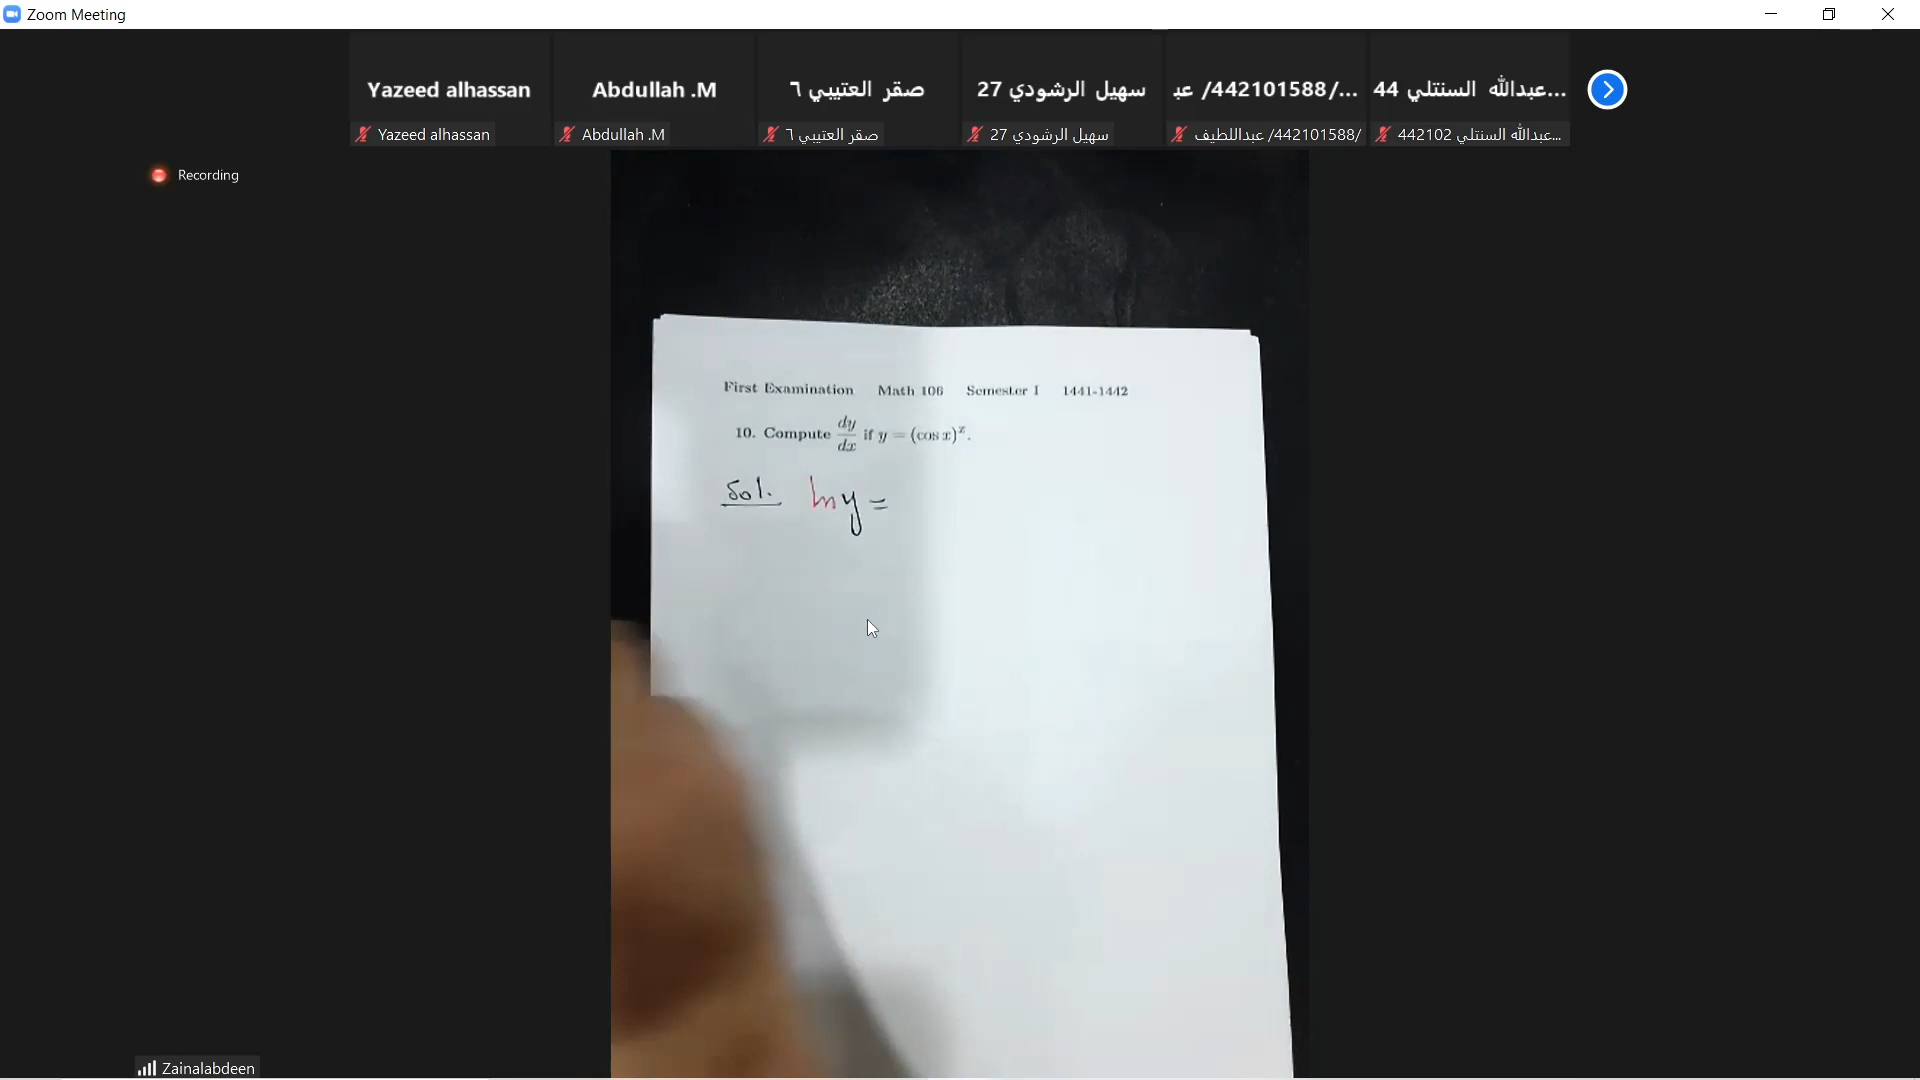 Zoom Meeting
Yazeed alhassan
Abdullah .M
صقر العتيبي ٦
سهيل الرشودي 27
عبد /442101588/...
...عبدالله السنتلي 44
Yazeed alhassan
Abdullah .M
صقر العتيبي ٦
سهيل الرشودي 27
عبداللطيف /442101588/
...عبدالله السنتلي 442102
Recording
First Examination Math 106 Semester I 1441-1442
10. Compute dy/dx if y = (cos x)^x.
Sol. ln y =
Zainalabdeen